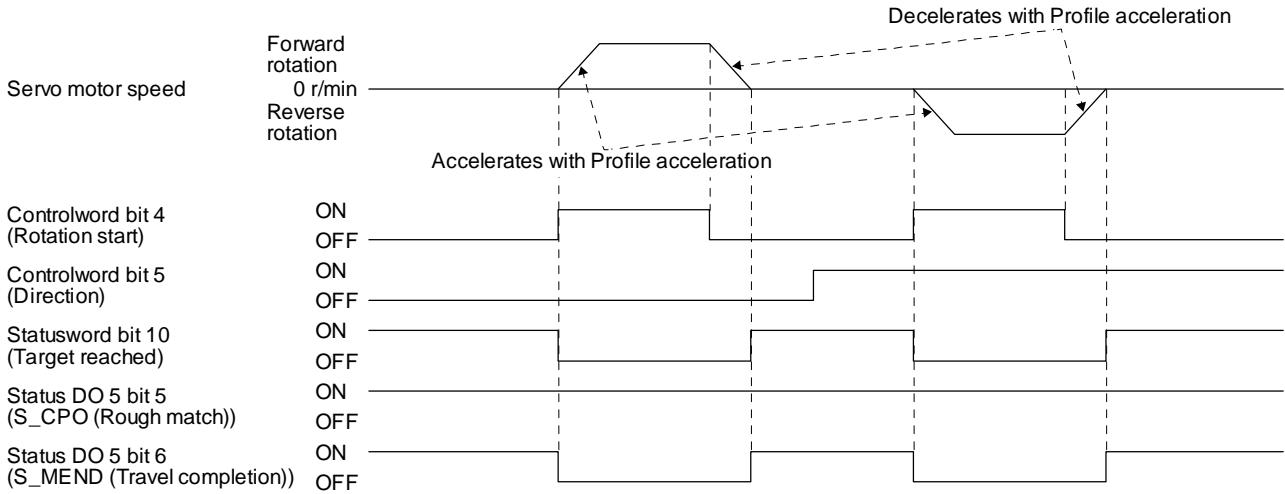 Decelerates with Profile acceleration
Forward
rotation
Servo motor speed
0 r/min
Reverse
rotation
Accelerates with Profile acceleration
Controlword bit 4
(Rotation start)
ON
OFF
Controlword bit 5
(Direction)
ON
OFF
Statusword bit 10
(Target reached)
ON
OFF
Status DO 5 bit 5
(S_CPO (Rough match))
ON
OFF
Status DO 5 bit 6
(S_MEND (Travel completion))
ON
OFF